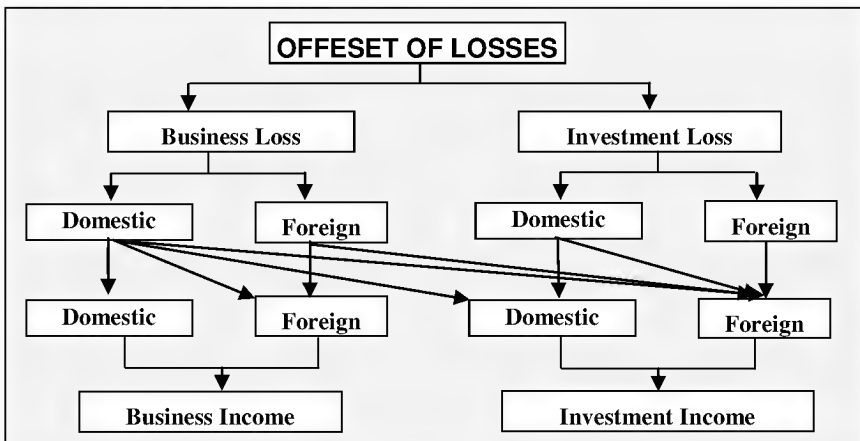 OFFESET OF LOSSES
Business Loss
Investment Loss
Domestic
Foreign
Domestic
Foreign
Domestic
Foreign
Domestic
Foreign
Business Income
Investment Income